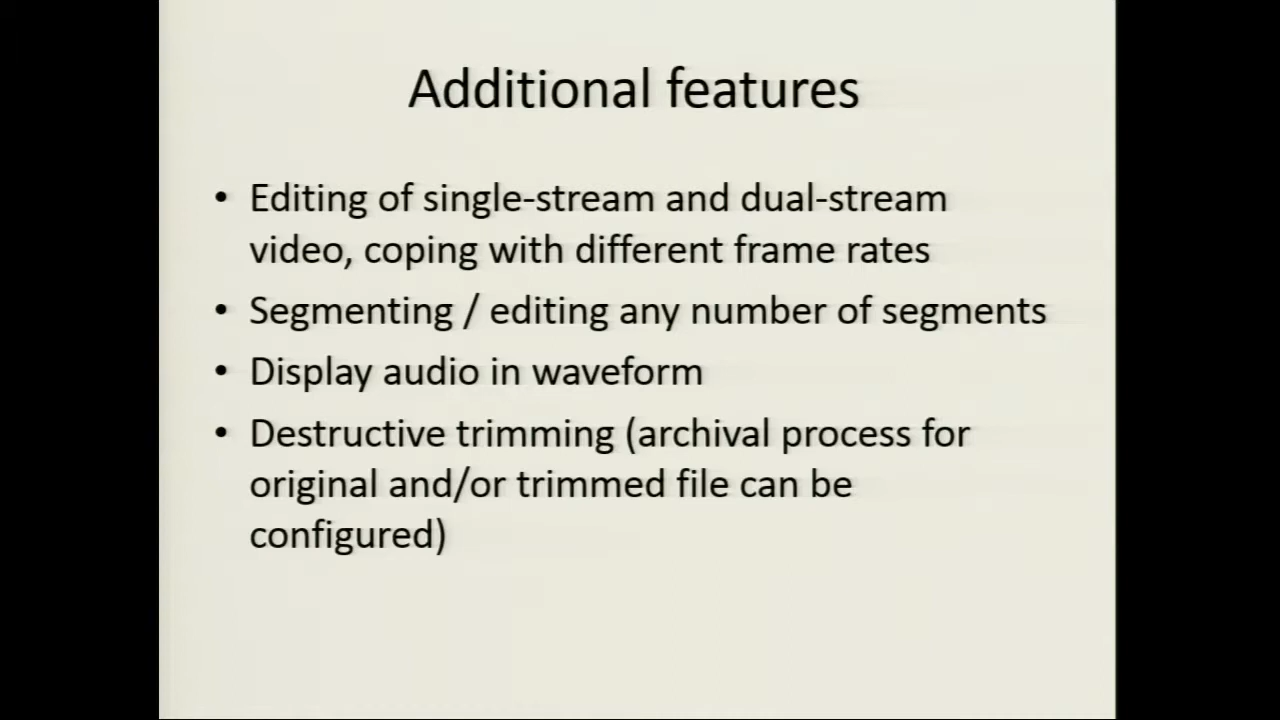 Additional features
• Editing of single-stream and dual-stream
video, coping with different frame rates
• Segmenting / editing any number of segments
• Display audio in waveform
• Destructive trimming (archival process for
original and/or trimmed file can be
configured)